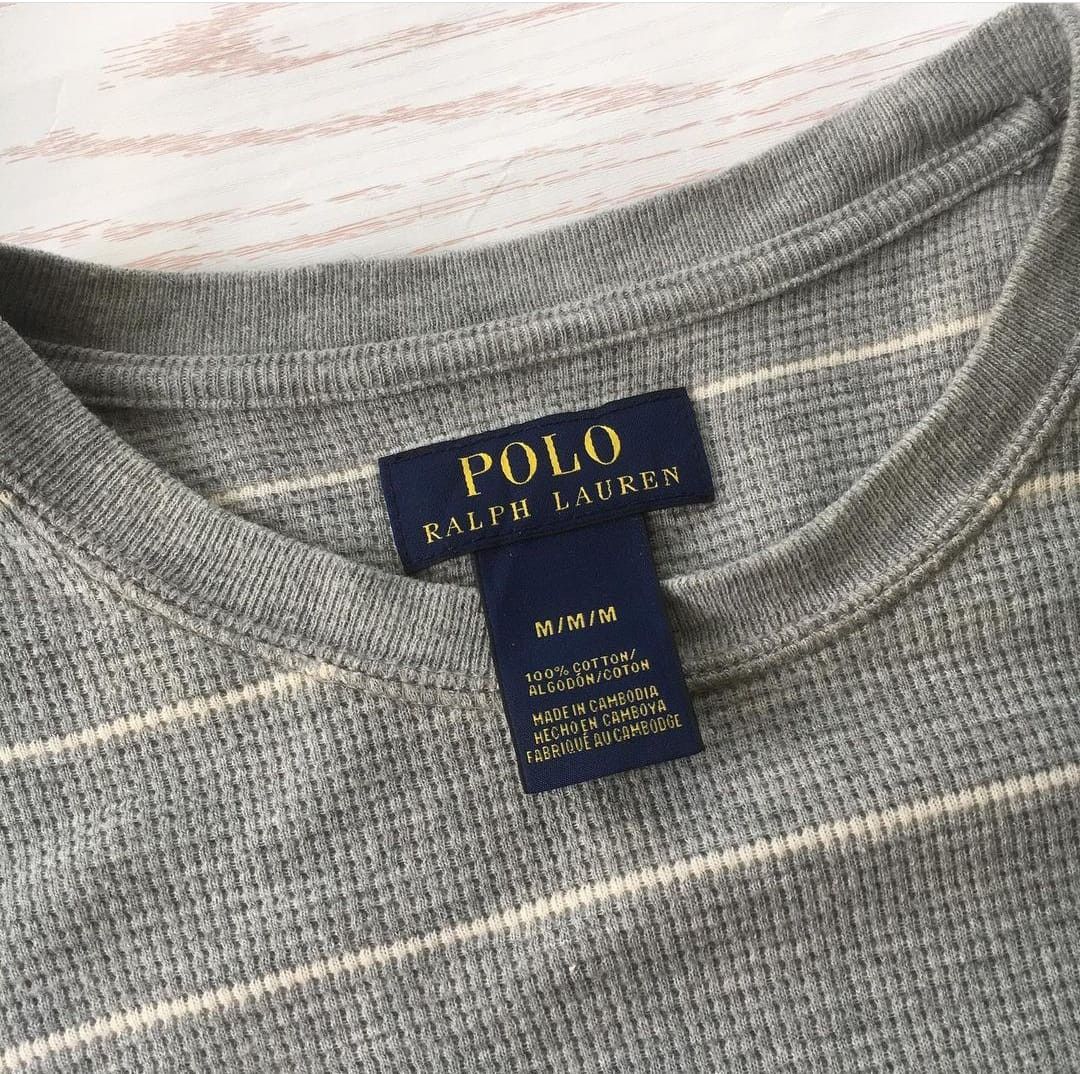 POLO
RALPH LAUREN
M/M/M
100% COTTON/
ALGODÓN/COTON
MADE IN CAMBODIA
HECHO EN CAMBOYA
FABRIQUÉ AU CAMBODGE